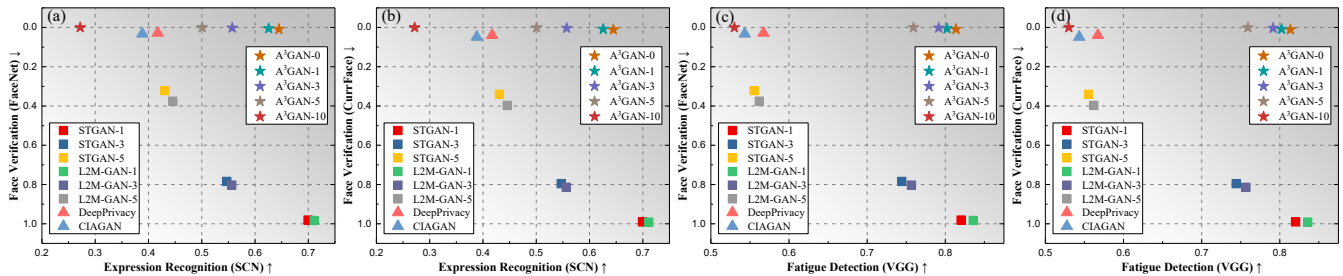 (a)
Face Verifcation (FaceNet) ↓
0.0
0.2
0.4
0.6
0.8
1.0
A³GAN-0
A³GAN-1
A³GAN-3
A³GAN-5
A³GAN-10
STGAN-1
STGAN-3
STGAN-5
L2M-GAN-1
L2M-GAN-3
L2M-GAN-5
DeepPrivacy
CIAGAN
0.2 0.3 0.4 0.5 0.6 0.7
Expression Recognition (SCN) ↑
(b)
Face Verifcation (CurrFace) ↓
0.0
0.2
0.4
0.6
0.8
1.0
A³GAN-0
A³GAN-1
A³GAN-3
A³GAN-5
A³GAN-10
STGAN-1
STGAN-3
STGAN-5
L2M-GAN-1
L2M-GAN-3
L2M-GAN-5
DeepPrivacy
CIAGAN
0.2 0.3 0.4 0.5 0.6 0.7
Expression Recognition (SCN) ↑
(c)
Face Verifcation (FaceNet) ↓
0.0
0.2
0.4
0.6
0.8
1.0
A³GAN-0
A³GAN-1
A³GAN-3
A³GAN-5
A³GAN-10
STGAN-1
STGAN-3
STGAN-5
L2M-GAN-1
L2M-GAN-3
L2M-GAN-5
DeepPrivacy
CIAGAN
0.5 0.6 0.7 0.8
Fatigue Detection (VGG) ↑
(d)
Face Verifcation (CurrFace) ↓
0.0
0.2
0.4
0.6
0.8
1.0
A³GAN-0
A³GAN-1
A³GAN-3
A³GAN-5
A³GAN-10
STGAN-1
STGAN-3
STGAN-5
L2M-GAN-1
L2M-GAN-3
L2M-GAN-5
DeepPrivacy
CIAGAN
0.5 0.6 0.7 0.8
Fatigue Detection (VGG) ↑